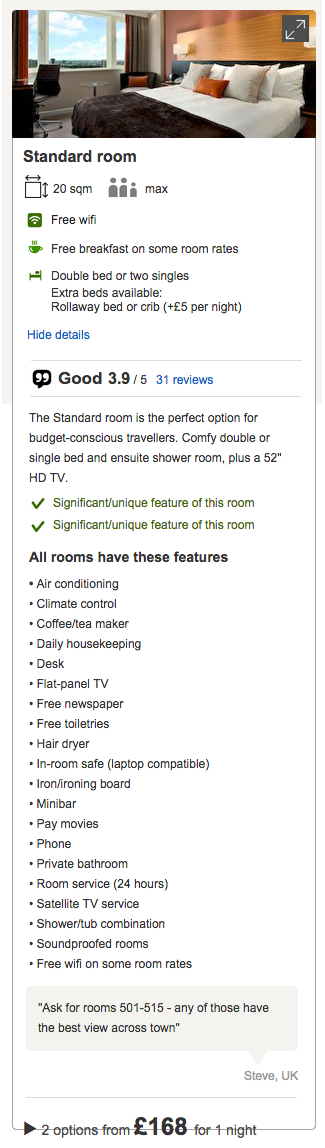 Standard room
20 sqm max
Free wifi
Free breakfast on some room rates
Double bed or two singles
Extra beds available:
Rollaway bed or crib (+£5 per night)
Hide details
Good 3.9 / 5 31 reviews
The Standard room is the perfect option for
budget-conscious travellers. Comfy double or
single bed and ensuite shower room, plus a 52"
HD TV.
Significant/unique feature of this room
Significant/unique feature of this room
All rooms have these features
• Air conditioning
• Climate control
• Coffee/tea maker
• Daily housekeeping
• Desk
• Flat-panel TV
• Free newspaper
• Free toiletries
• Hair dryer
• In-room safe (laptop compatible)
• Iron/ironing board
• Minibar
• Pay movies
• Phone
• Private bathroom
• Room service (24 hours)
• Satellite TV service
• Shower/tub combination
• Soundproofed rooms
• Free wifi on some room rates
"Ask for rooms 501-515 - any of those have
the best view across town"
Steve, UK
2 options from £168 for 1 night